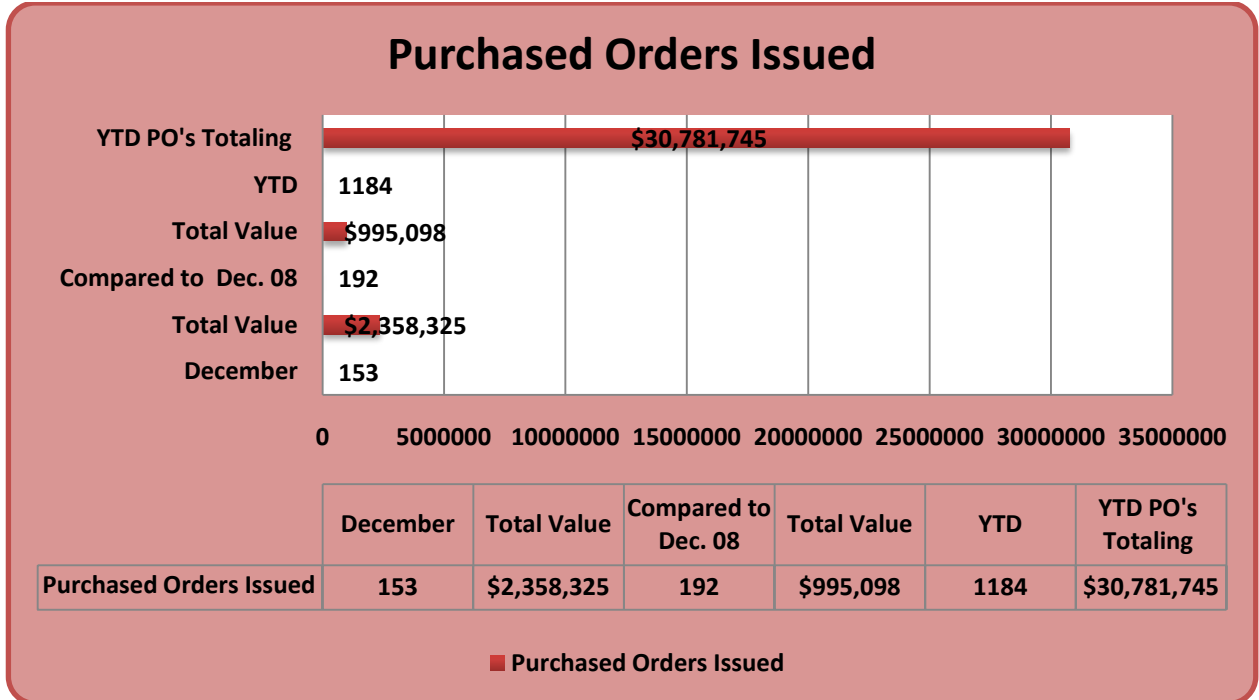 Purchased Orders Issued
YTD PO's Totaling
$30,781,745
YTD
1184
Total Value
$995,098
Compared to Dec. 08
192
Total Value
$2,358,325
December
153
0 5000000 10000000 15000000 20000000 25000000 30000000 35000000
December Total Value Compared to Dec. 08 Total Value YTD YTD PO's Totaling
Purchased Orders Issued 153 $2,358,325 192 $995,098 1184 $30,781,745
Purchased Orders Issued